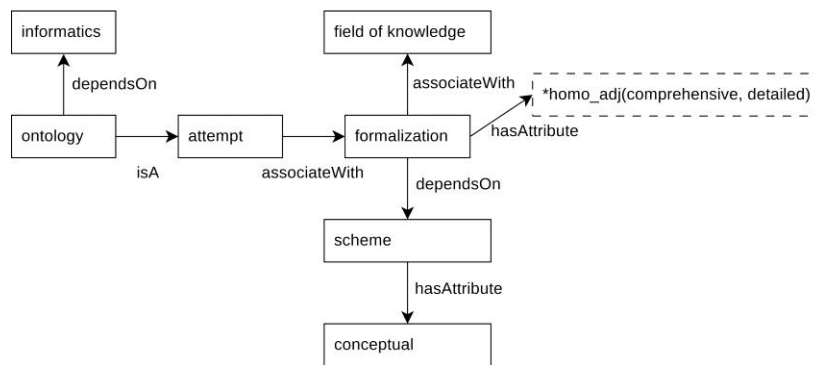 informatics
field of knowledge
dependsOn
associateWith
*homo_adj(comprehensive, detailed)
ontology
attempt
formalization
hasAttribute
isA
associateWith
dependsOn
scheme
hasAttribute
conceptual